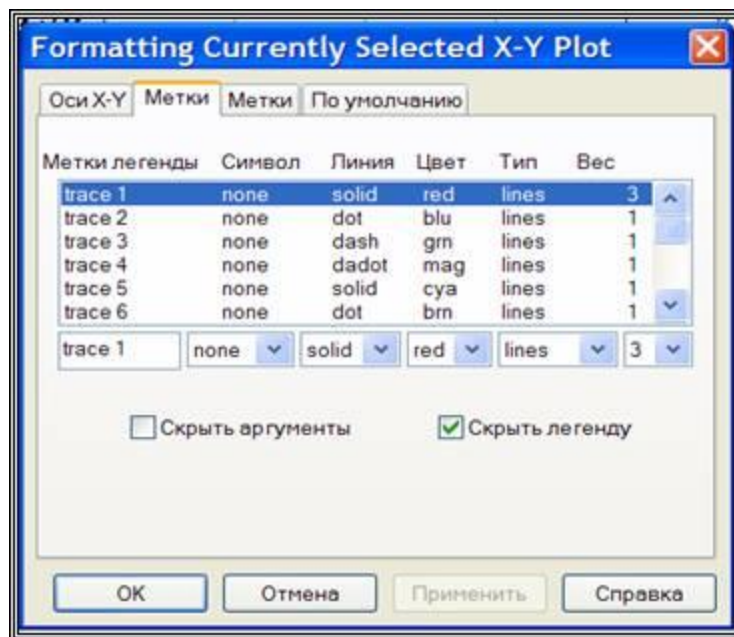 Formatting Currently Selected X-Y Plot
Оси X-Y Метки Метки По умолчанию
Метки легенды Символ Линия Цвет Тип Вес
trace 1 none solid red lines 3
trace 2 none dot blu lines 1
trace 3 none dash grn lines 1
trace 4 none dadot mag lines 1
trace 5 none solid cya lines 1
trace 6 none dot brn lines 1
trace 1 none solid red lines 3
Скрыть аргументы Скрыть легенду
OK Отмена Применить Справка